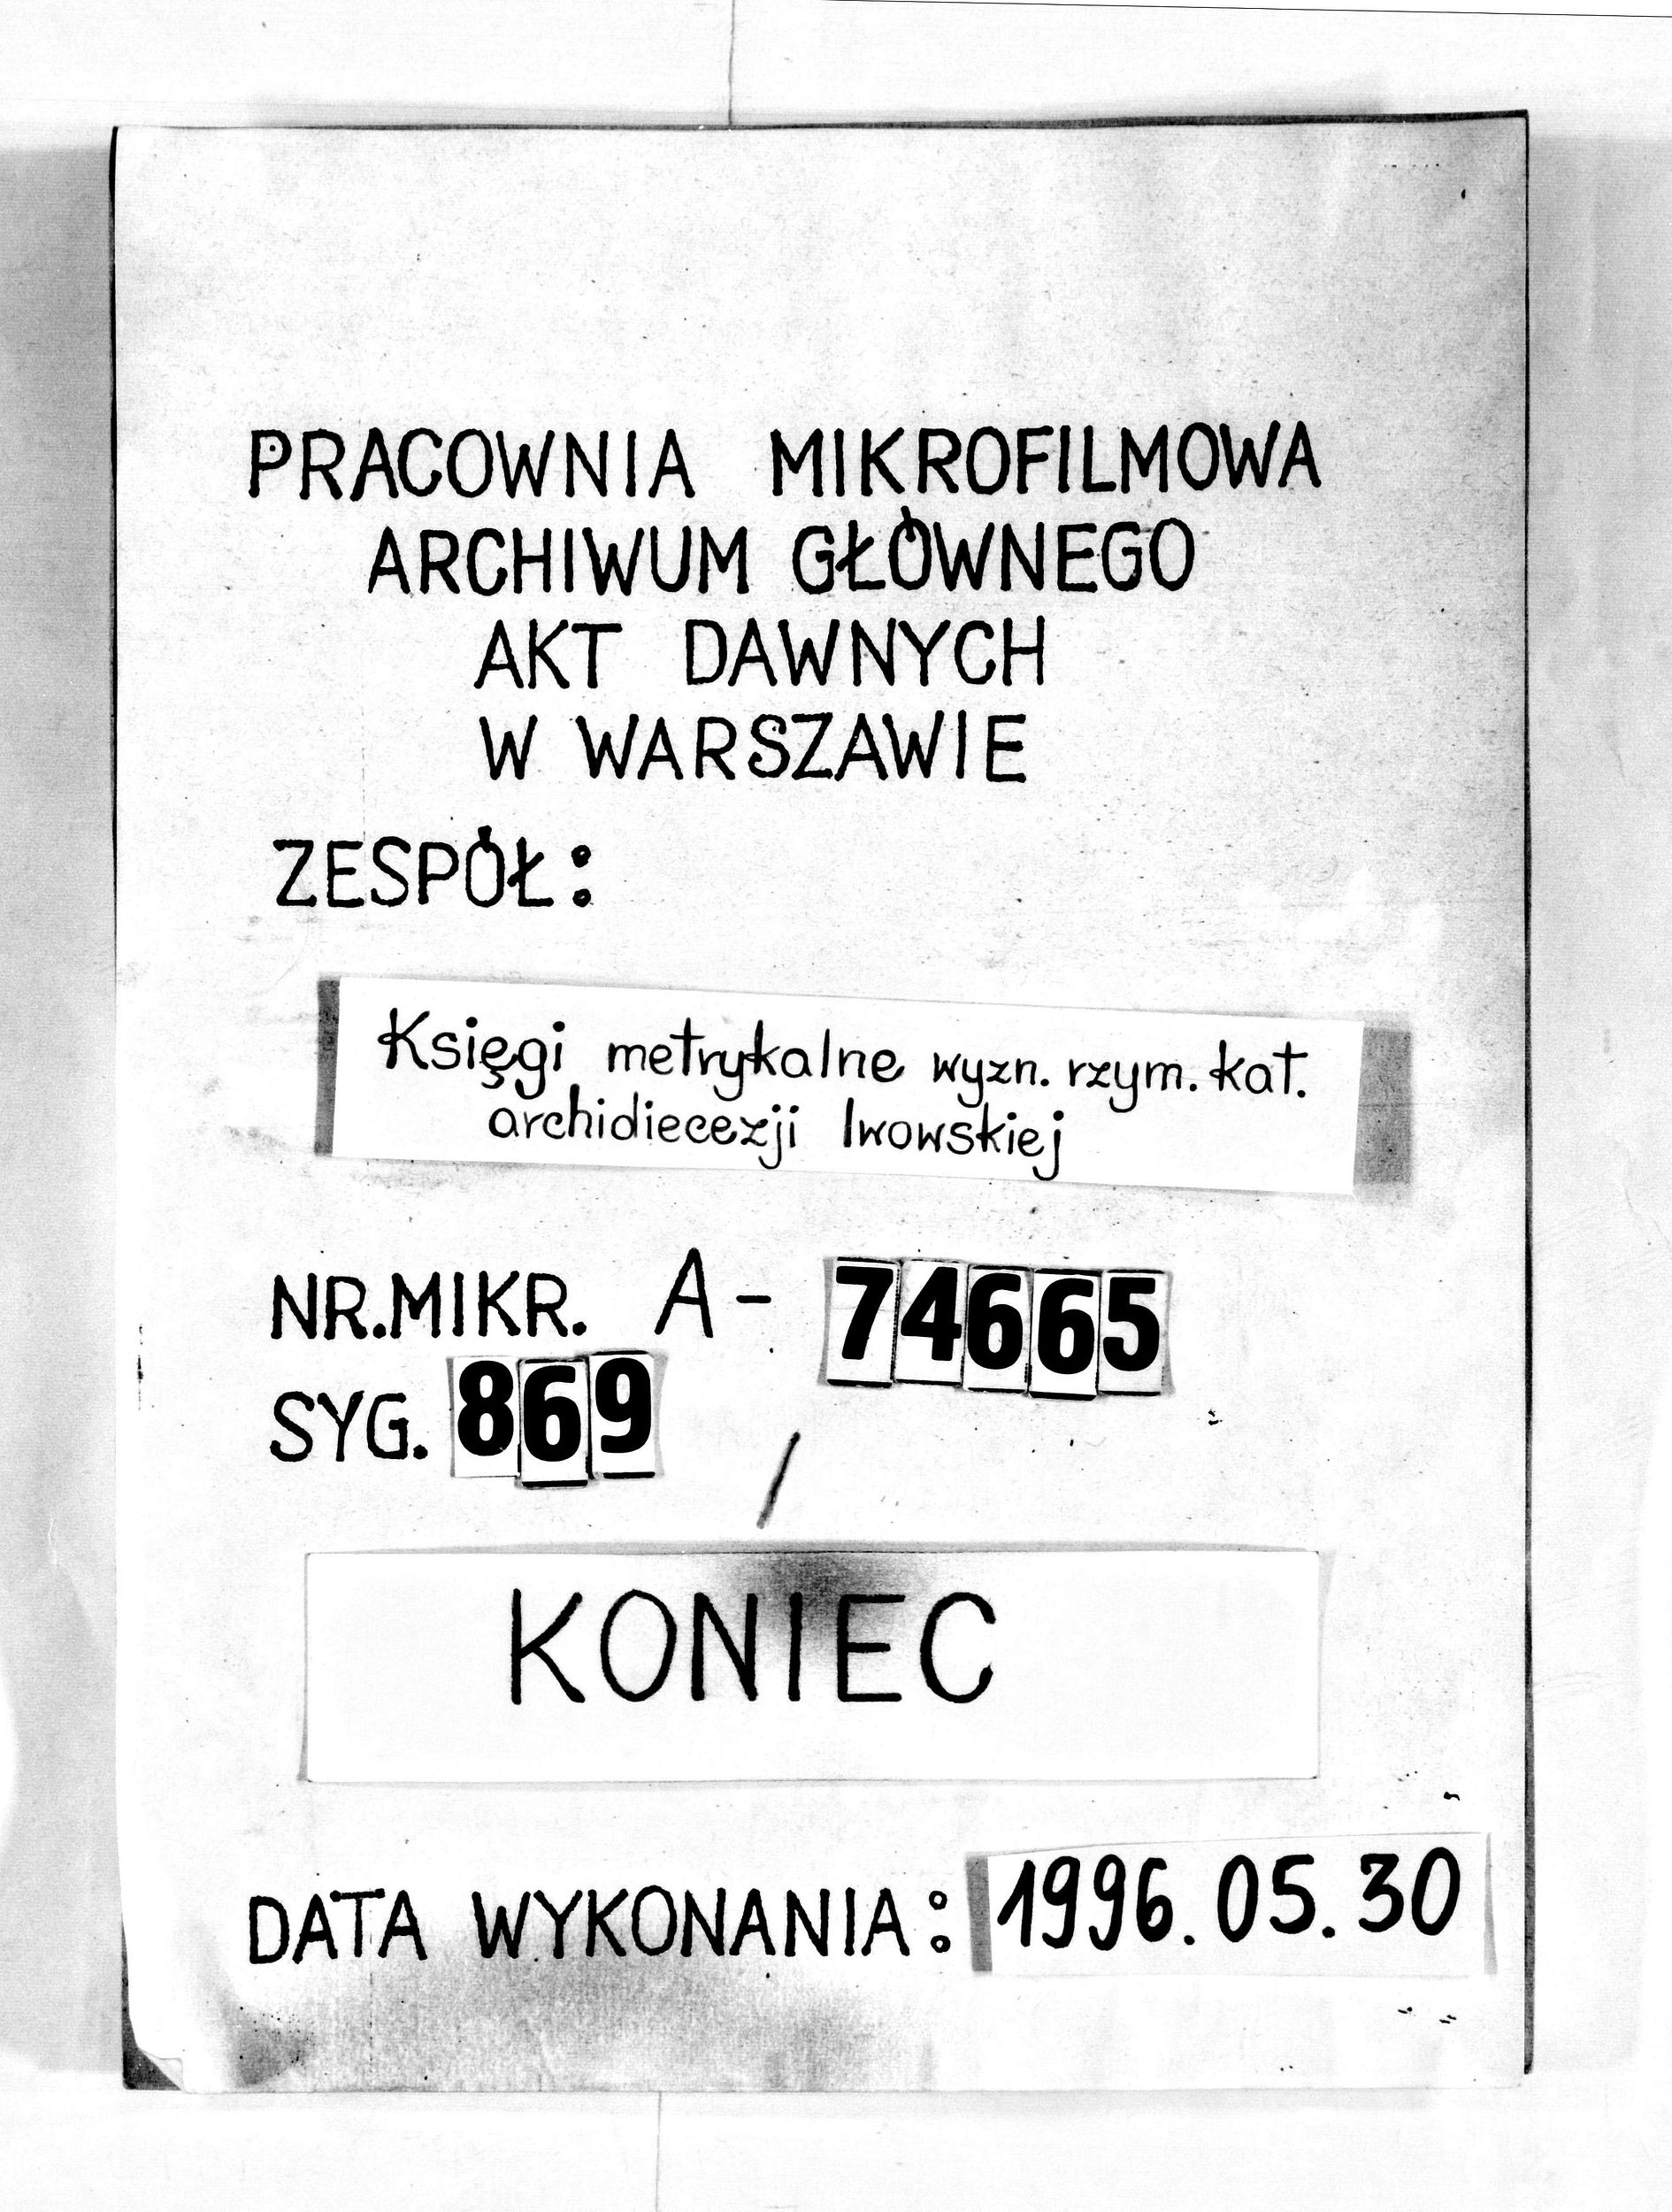 PRACOWNIA MIKROFILMOWA
ARCHIWUM GŁÓWNEGO
AKT DAWNYCH
W WARSZAWIE
ZESPÓŁ:
Księgi metrykalne wyzn. rzym. kat.
archidiecezji lwowskiej
NR.MIKR. A- 74665
SYG. 869
KONIEC
DATA WYKONANIA: 1996.05.30